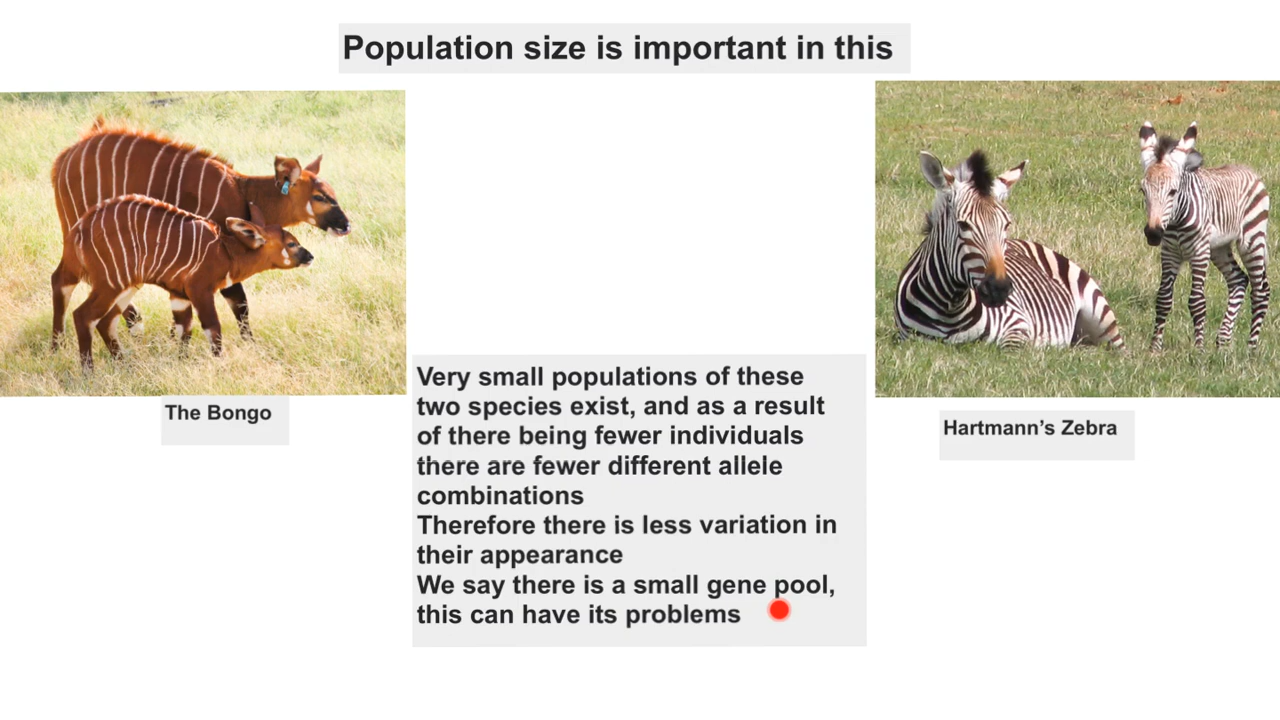 Population size is important in this
The Bongo
Very small populations of these
two species exist, and as a result
of there being fewer individuals
there are fewer different allele
combinations
Therefore there is less variation in
their appearance
We say there is a small gene pool,
this can have its problems
Hartmann’s Zebra